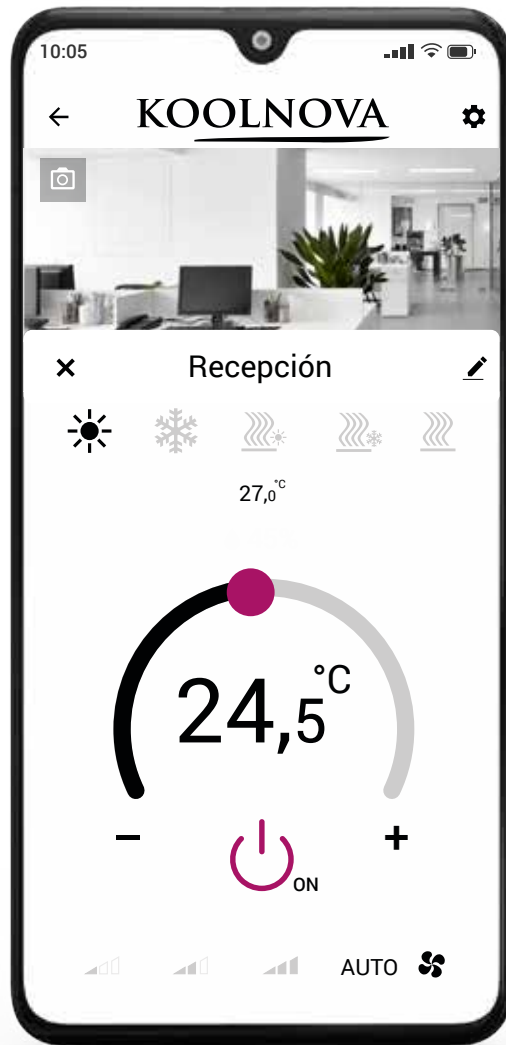 10:05
KOOLNOVA
Recepción
27,0°C
24,5°C
− +
ON
AUTO